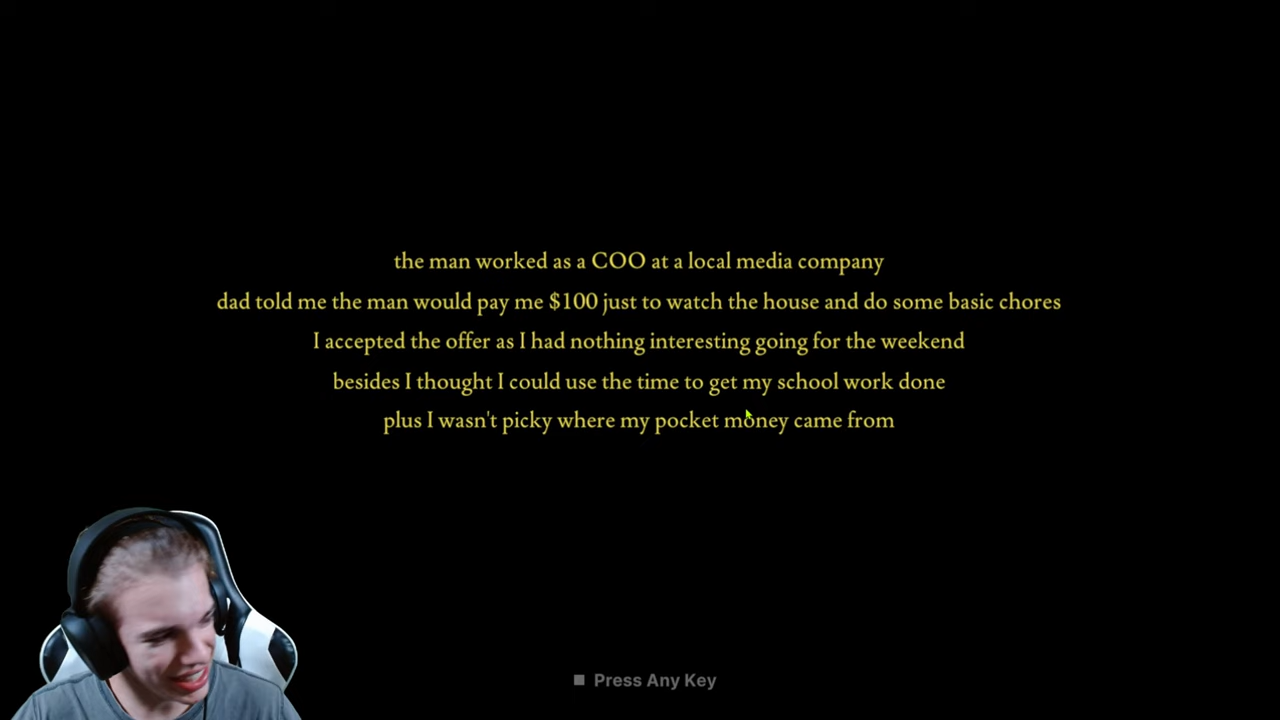 the man worked as a COO at a local media company
dad told me the man would pay me $100 just to watch the house and do some basic chores
I accepted the offer as I had nothing interesting going for the weekend
besides I thought I could use the time to get my school work done
plus I wasn't picky where my pocket money came from
Press Any Key